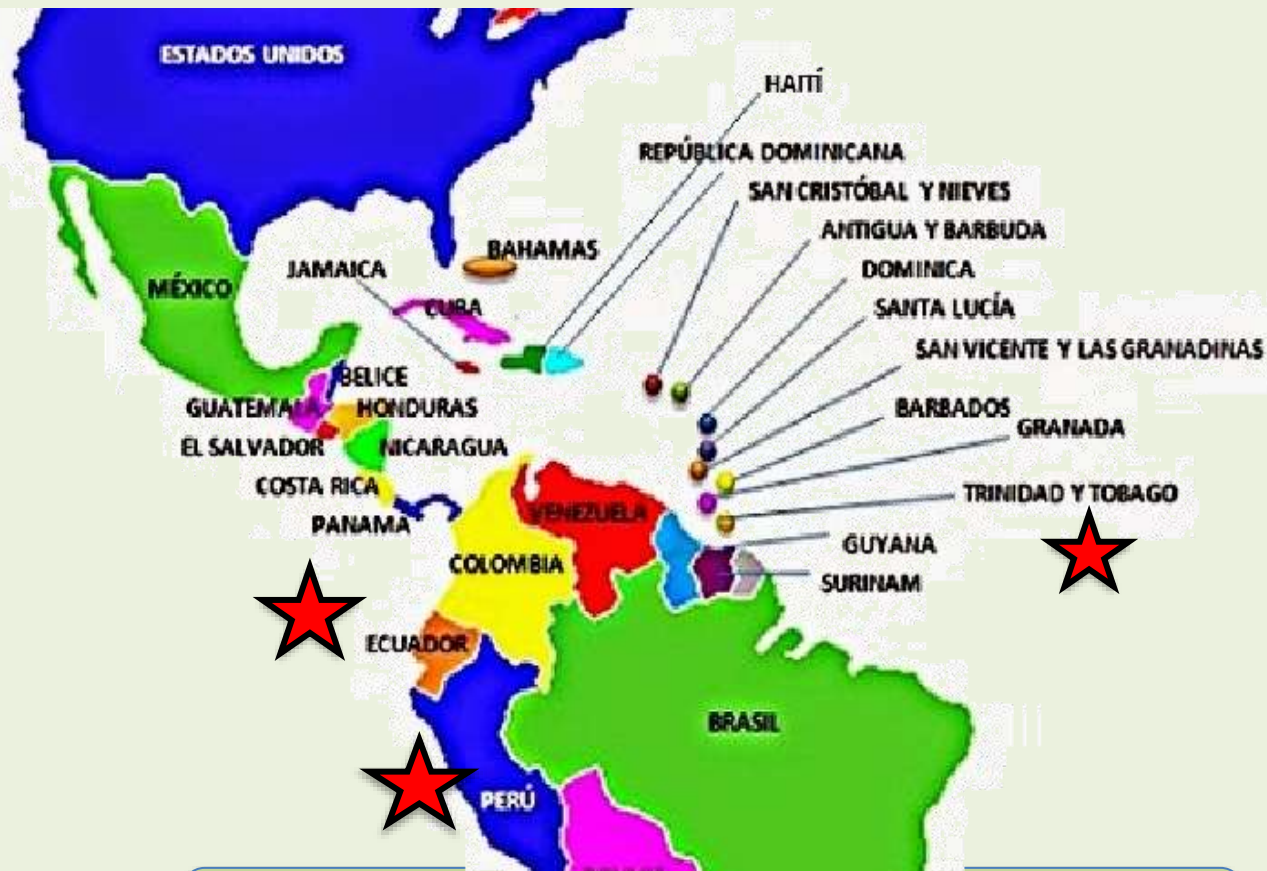 ESTADOS UNIDOS
HAITÍ
REPÚBLICA DOMINICANA
SAN CRISTÓBAL Y NIEVES
ANTIGUA Y BARBUDA
BAHAMAS
JAMAICA
DOMINICA
MÉXICO
CUBA
SANTA LUCÍA
SAN VICENTE Y LAS GRANADINAS
BELICE
GUATEMALA
HONDURAS
BARBADOS
GRANADA
EL SALVADOR
NICARAGUA
COSTA RICA
TRINIDAD Y TOBAGO
PANAMA
VENEZUELA
GUYANA
COLOMBIA
SURINAM
ECUADOR
BRASIL
PERÚ